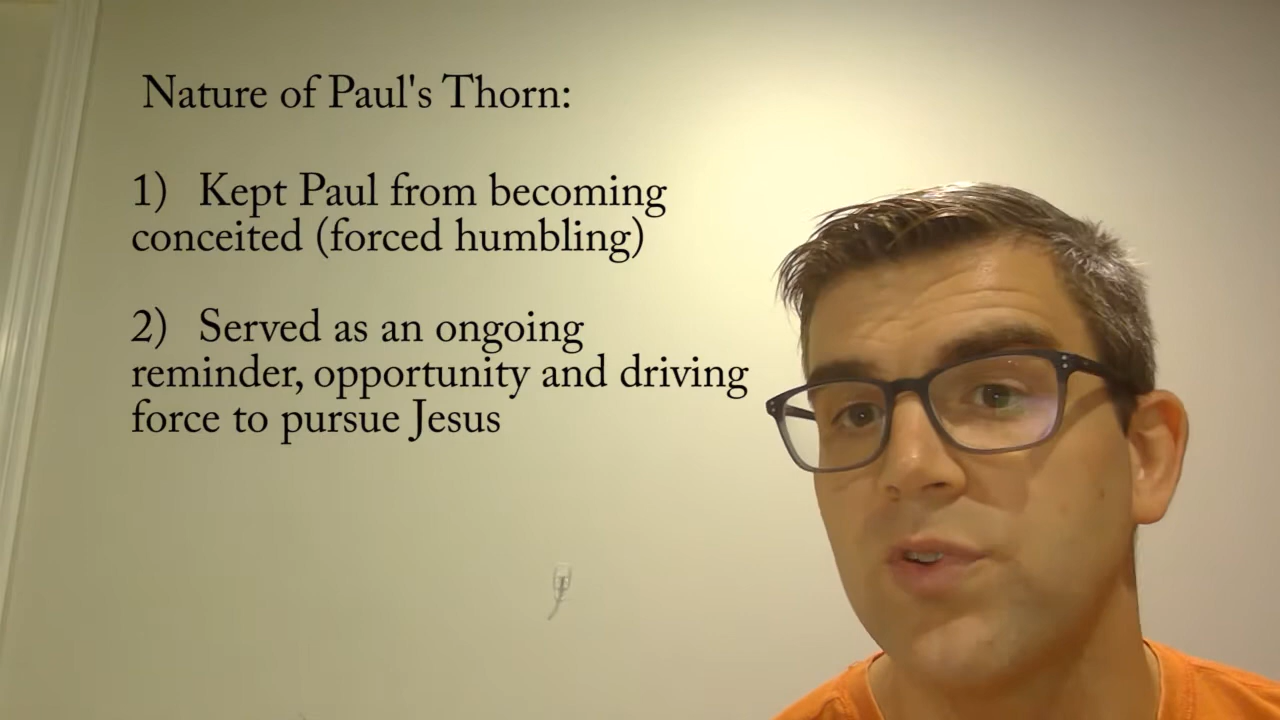 Nature of Paul's Thorn:
1) Kept Paul from becoming
conceited (forced humbling)
2) Served as an ongoing
reminder, opportunity and driving
force to pursue Jesus